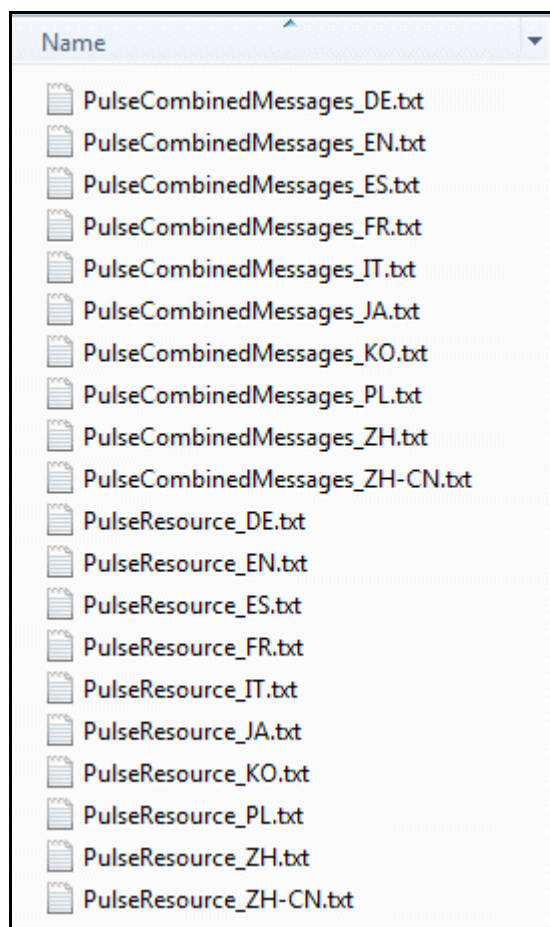 Name
PulseCombinedMessages_DE.txt
PulseCombinedMessages_EN.txt
PulseCombinedMessages_ES.txt
PulseCombinedMessages_FR.txt
PulseCombinedMessages_IT.txt
PulseCombinedMessages_JA.txt
PulseCombinedMessages_KO.txt
PulseCombinedMessages_PL.txt
PulseCombinedMessages_ZH.txt
PulseCombinedMessages_ZH-CN.txt
PulseResource_DE.txt
PulseResource_EN.txt
PulseResource_ES.txt
PulseResource_FR.txt
PulseResource_IT.txt
PulseResource_JA.txt
PulseResource_KO.txt
PulseResource_PL.txt
PulseResource_ZH.txt
PulseResource_ZH-CN.txt